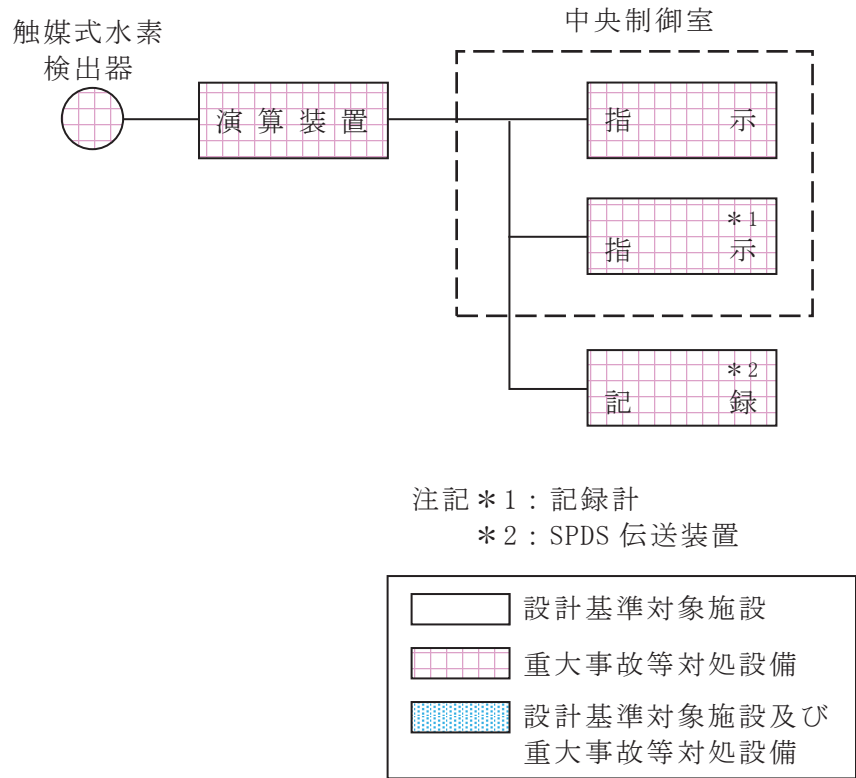 中央制御室
触媒式水素
検出器
演算装置
指示
＊1
指示
＊2
記録
注記＊1：記録計
＊2：SPDS 伝送装置
設計基準対象施設
重大事故等対処設備
設計基準対象施設及び
重大事故等対処設備